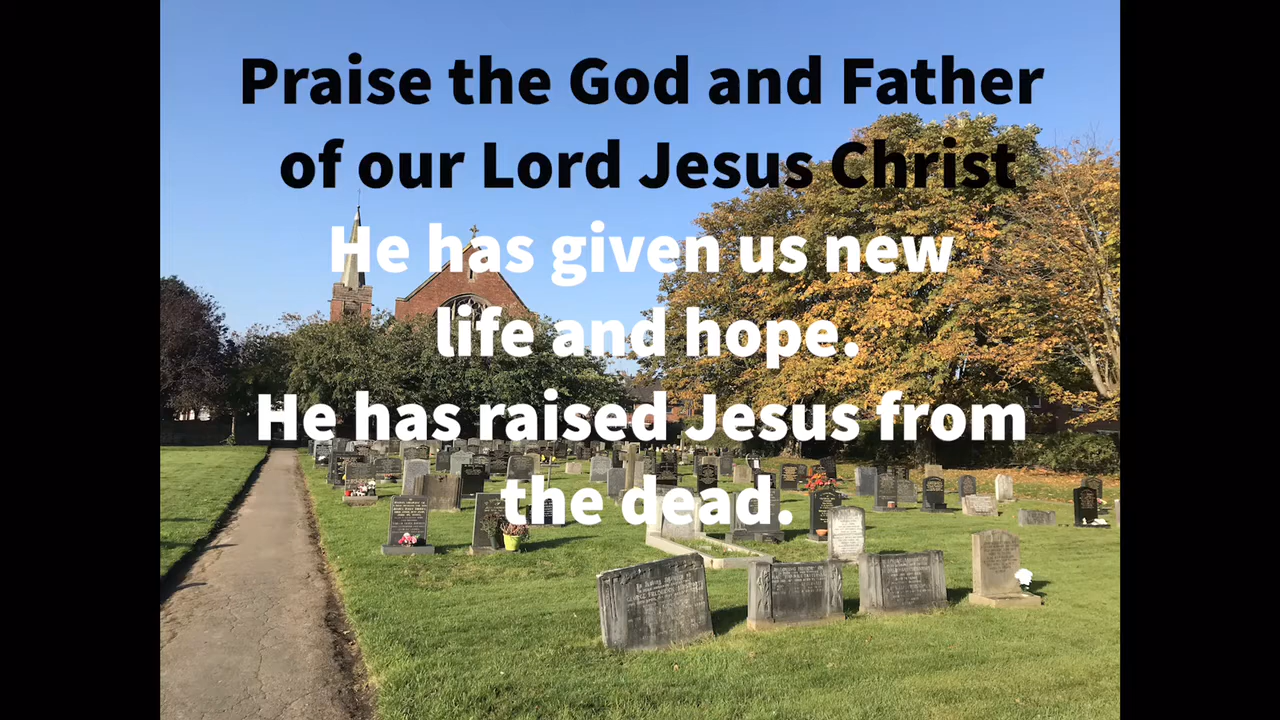 Praise the God and Father
of our Lord Jesus Christ
He has given us new
life and hope.
He has raised Jesus from
the dead.